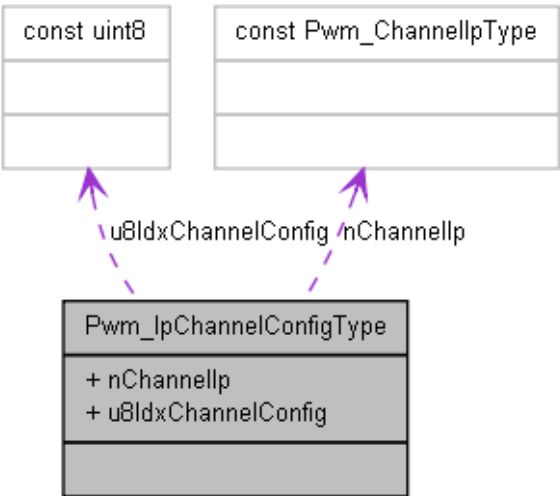 const uint8
const Pwm_ChannelIpType
u8IdxChannelConfig
nChannelIp
Pwm_IpChannelConfigType
+ nChannelIp
+ u8IdxChannelConfig